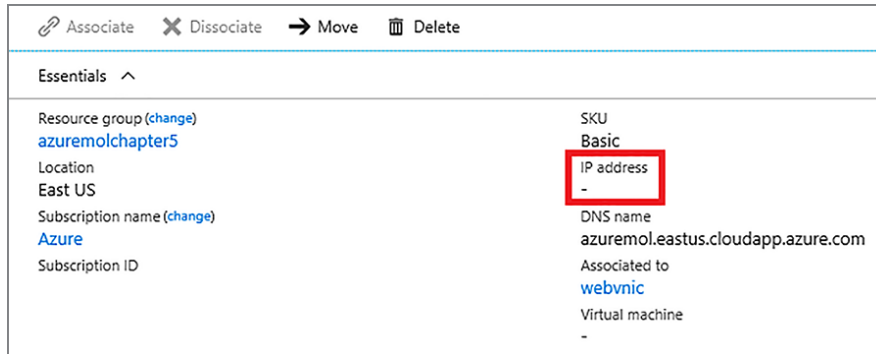 Associate Dissociate Move Delete
Essentials
Resource group (change)
azuremolchapter5
Location
East US
Subscription name (change)
Azure
Subscription ID
SKU
Basic
IP address
-
DNS name
azuremol.eastus.cloudapp.azure.com
Associated to
webvnic
Virtual machine
-